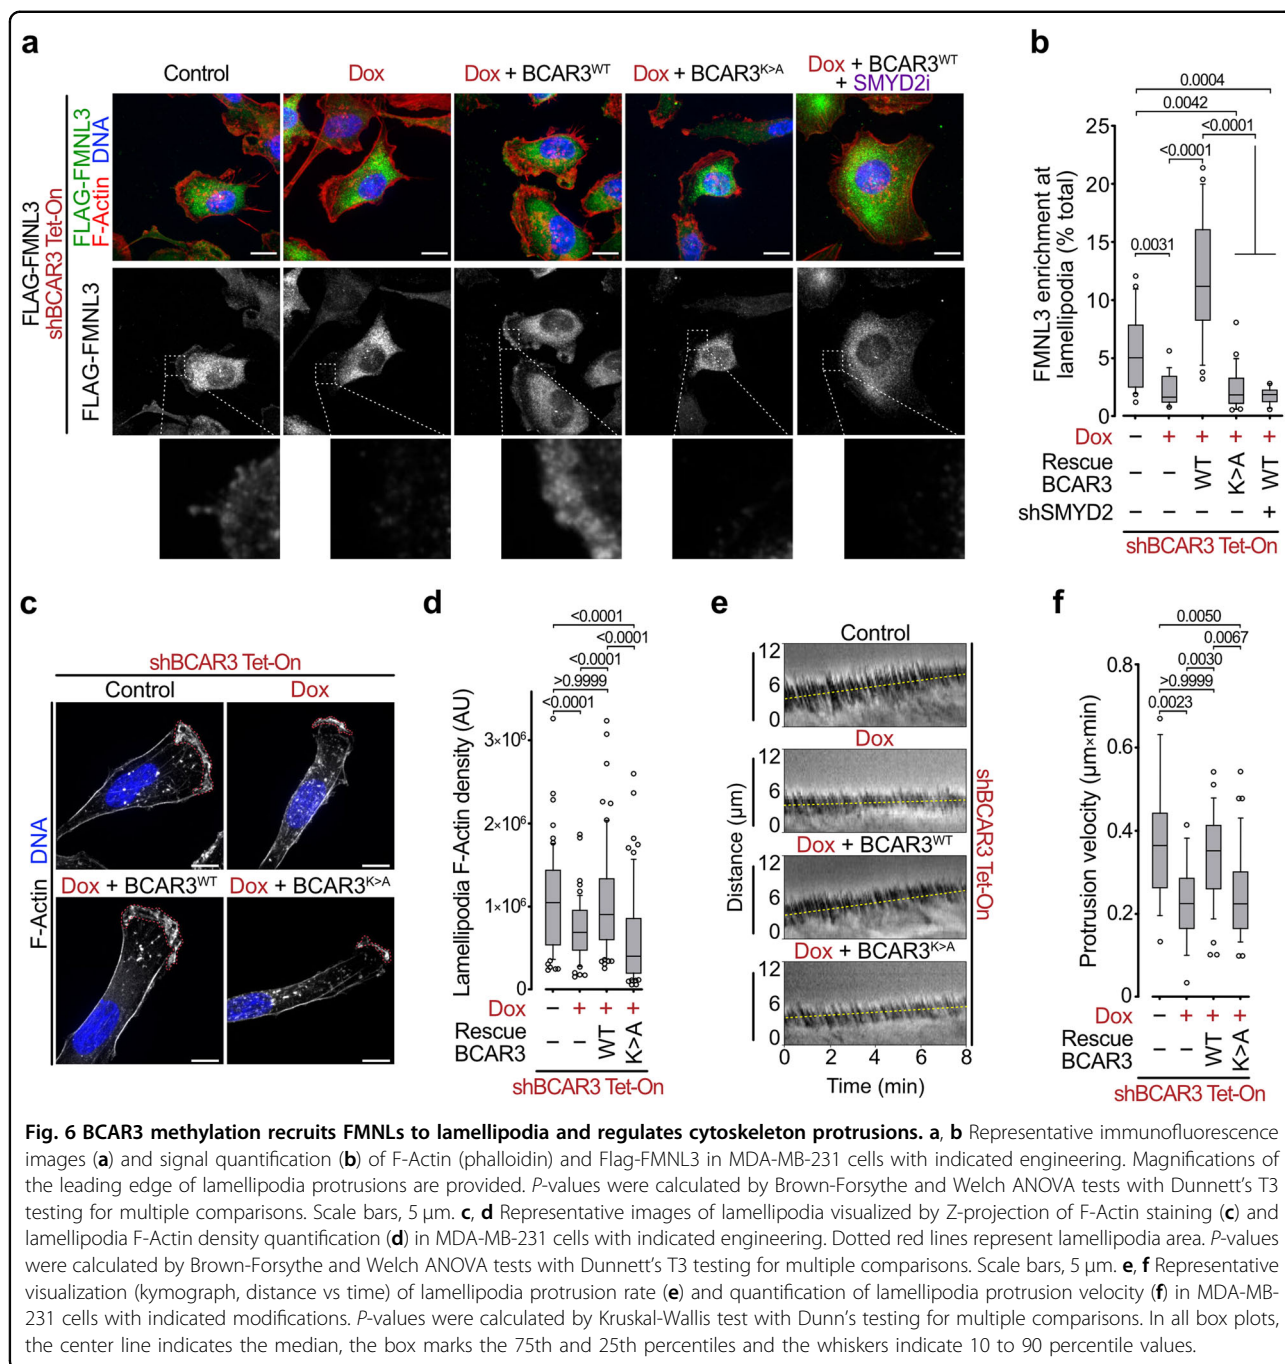 a
Control
Dox
Dox + BCAR3WT
Dox + BCAR3K>A
Dox + BCAR3WT
+ SMYD2i
FLAG-FMNL3
shBCAR3 Tet-On
FLAG-FMNL3
F-Actin DNA
FLAG-FMNL3
b
0.0004
0.0042
<0.0001
<0.0001
0.0031
FMNL3 enrichment at
lamellipodia (% total)
25
20
15
10
5
0
Dox − + + + +
Rescue
BCAR3 − − WT K>A WT
shSMYD2 +
shBCAR3 Tet-On
c
shBCAR3 Tet-On
Control
Dox
Dox + BCAR3WT
Dox + BCAR3K>A
F-Actin DNA
d
<0.0001
<0.0001
<0.0001
>0.9999
<0.0001
Lamellipodia F-Actin density (AU)
3×10⁶
2×10⁶
1×10⁶
0
Dox − + + +
Rescue
BCAR3 − − WT K>A
shBCAR3 Tet-On
e
Control
12
6
0
Dox
12
6
0
Dox + BCAR3WT
12
6
0
Dox + BCAR3K>A
12
6
0
Distance (µm)
0 2 4 6 8
Time (min)
shBCAR3 Tet-On
f
0.0050
0.0067
0.0030
>0.9999
0.0023
Protrusion velocity (µm×min)
0.8
0.6
0.4
0.2
0
Dox − + + +
Rescue
BCAR3 − − WT K>A
shBCAR3 Tet-On
Fig. 6 BCAR3 methylation recruits FMNLs to lamellipodia and regulates cytoskeleton protrusions. a, b Representative immunofluorescence
images (a) and signal quantification (b) of F-Actin (phalloidin) and Flag-FMNL3 in MDA-MB-231 cells with indicated engineering. Magnifications of
the leading edge of lamellipodia protrusions are provided. P-values were calculated by Brown-Forsythe and Welch ANOVA tests with Dunnett's T3
testing for multiple comparisons. Scale bars, 5 µm. c, d Representative images of lamellipodia visualized by Z-projection of F-Actin staining (c) and
lamellipodia F-Actin density quantification (d) in MDA-MB-231 cells with indicated engineering. Dotted red lines represent lamellipodia area. P-values
were calculated by Brown-Forsythe and Welch ANOVA tests with Dunnett's T3 testing for multiple comparisons. Scale bars, 5 µm. e, f Representative
visualization (kymograph, distance vs time) of lamellipodia protrusion rate (e) and quantification of lamellipodia protrusion velocity (f) in MDA-MB-
231 cells with indicated modifications. P-values were calculated by Kruskal-Wallis test with Dunn's testing for multiple comparisons. In all box plots,
the center line indicates the median, the box marks the 75th and 25th percentiles and the whiskers indicate 10 to 90 percentile values.